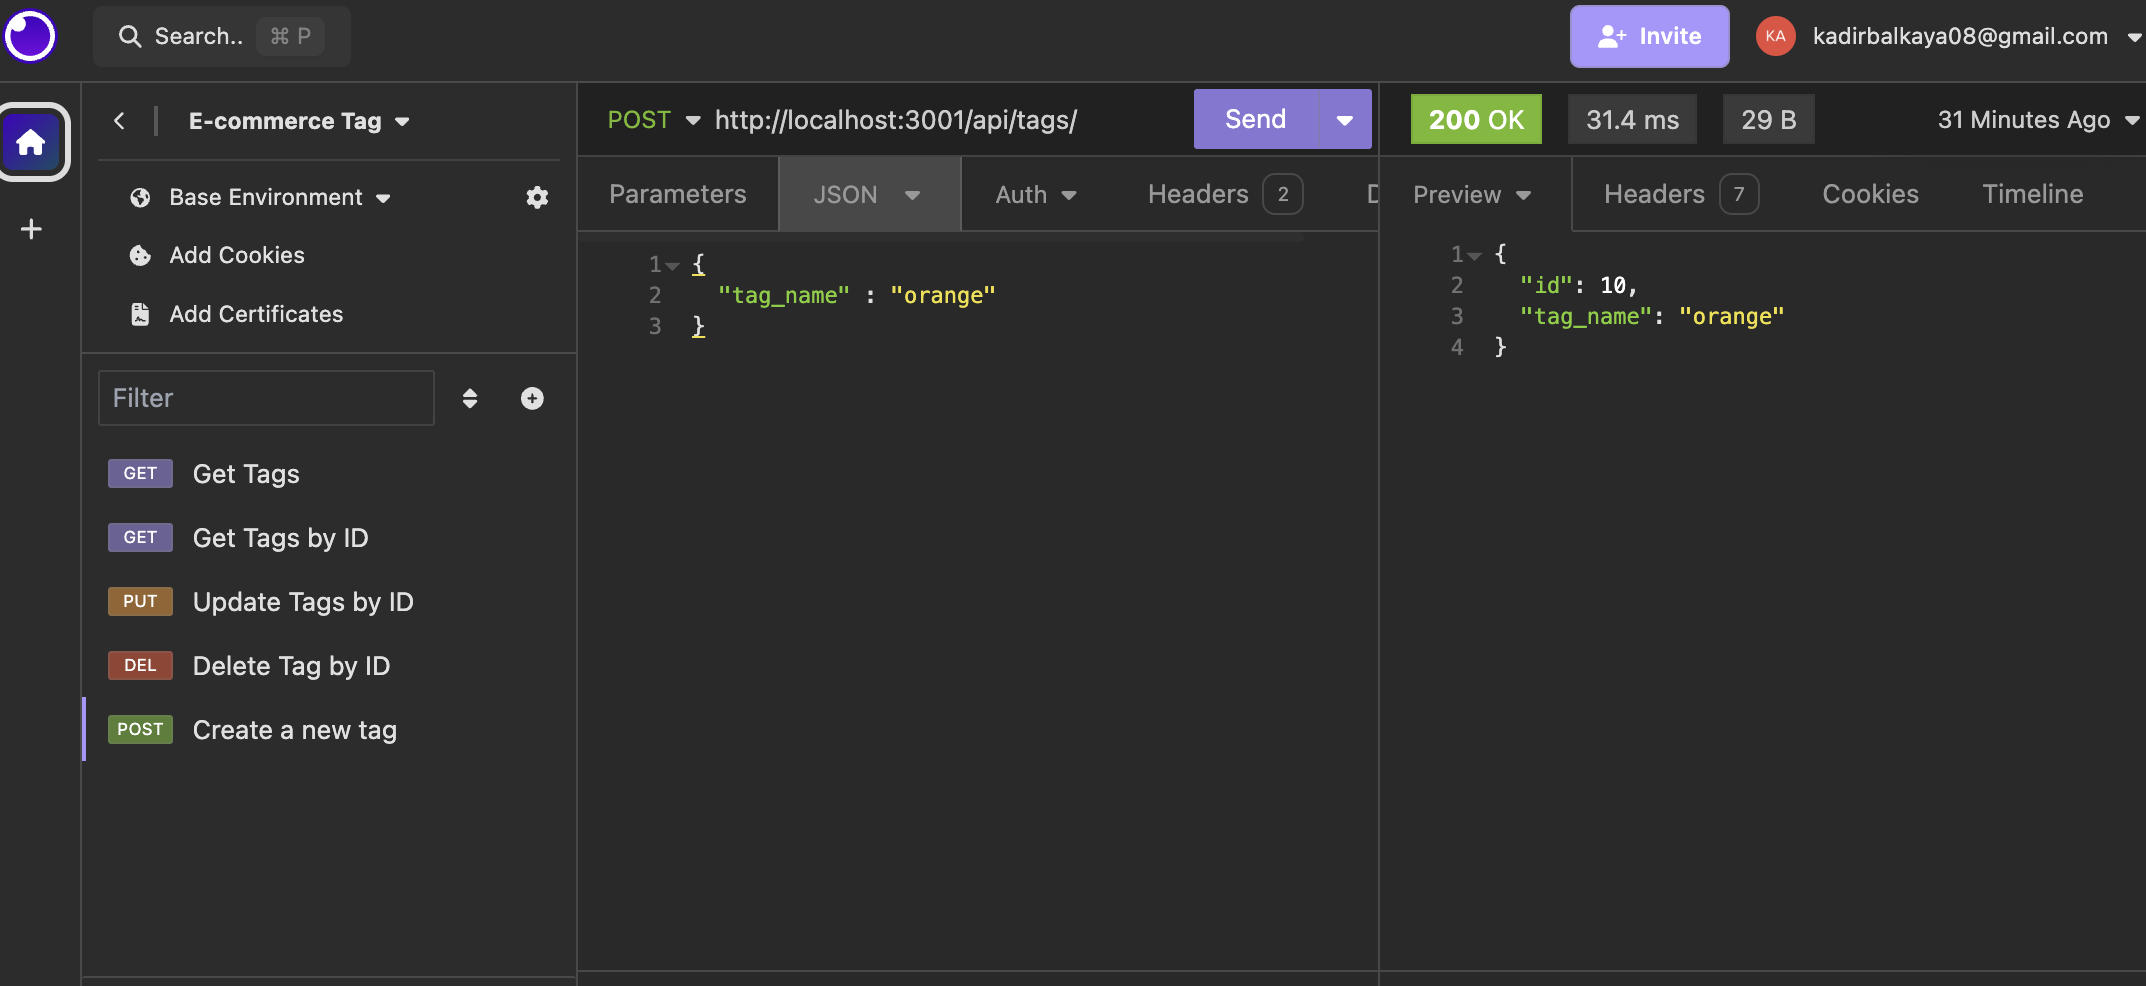 Search.. ⌘ P
Invite
KA kadirbalkaya08@gmail.com
E-commerce Tag
Base Environment
Add Cookies
Add Certificates
Filter
GET Get Tags
GET Get Tags by ID
PUT Update Tags by ID
DEL Delete Tag by ID
POST Create a new tag
POST http://localhost:3001/api/tags/ Send
Parameters JSON Auth Headers 2
1 {
2 "tag_name" : "orange"
3 }
200 OK 31.4 ms 29 B 31 Minutes Ago
Preview Headers 7 Cookies Timeline
1 {
2 "id": 10,
3 "tag_name": "orange"
4 }